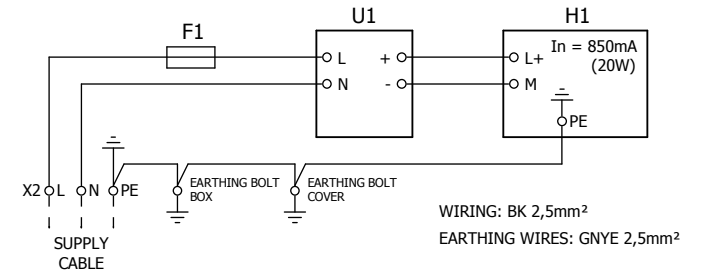 U1
H1
F1
L + L+ In = 850mA
(20W)
N - M
PE
X2 L N PE
EARTHING BOLT
BOX
EARTHING BOLT
COVER
WIRING: BK 2,5mm²
EARTHING WIRES: GNYE 2,5mm²
SUPPLY
CABLE